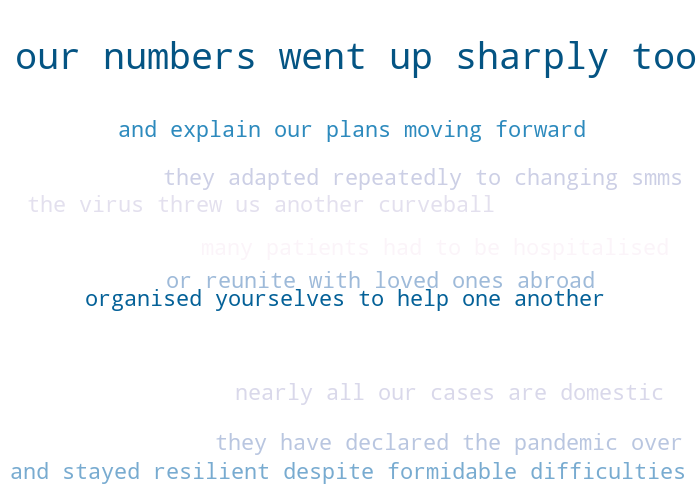 our numbers went up sharply too
and explain our plans moving forward
they adapted repeatedly to changing smms
the virus threw us another curveball
many patients had to be hospitalised
or reunite with loved ones abroad
organised yourselves to help one another
nearly all our cases are domestic
they have declared the pandemic over
and stayed resilient despite formidable difficulties